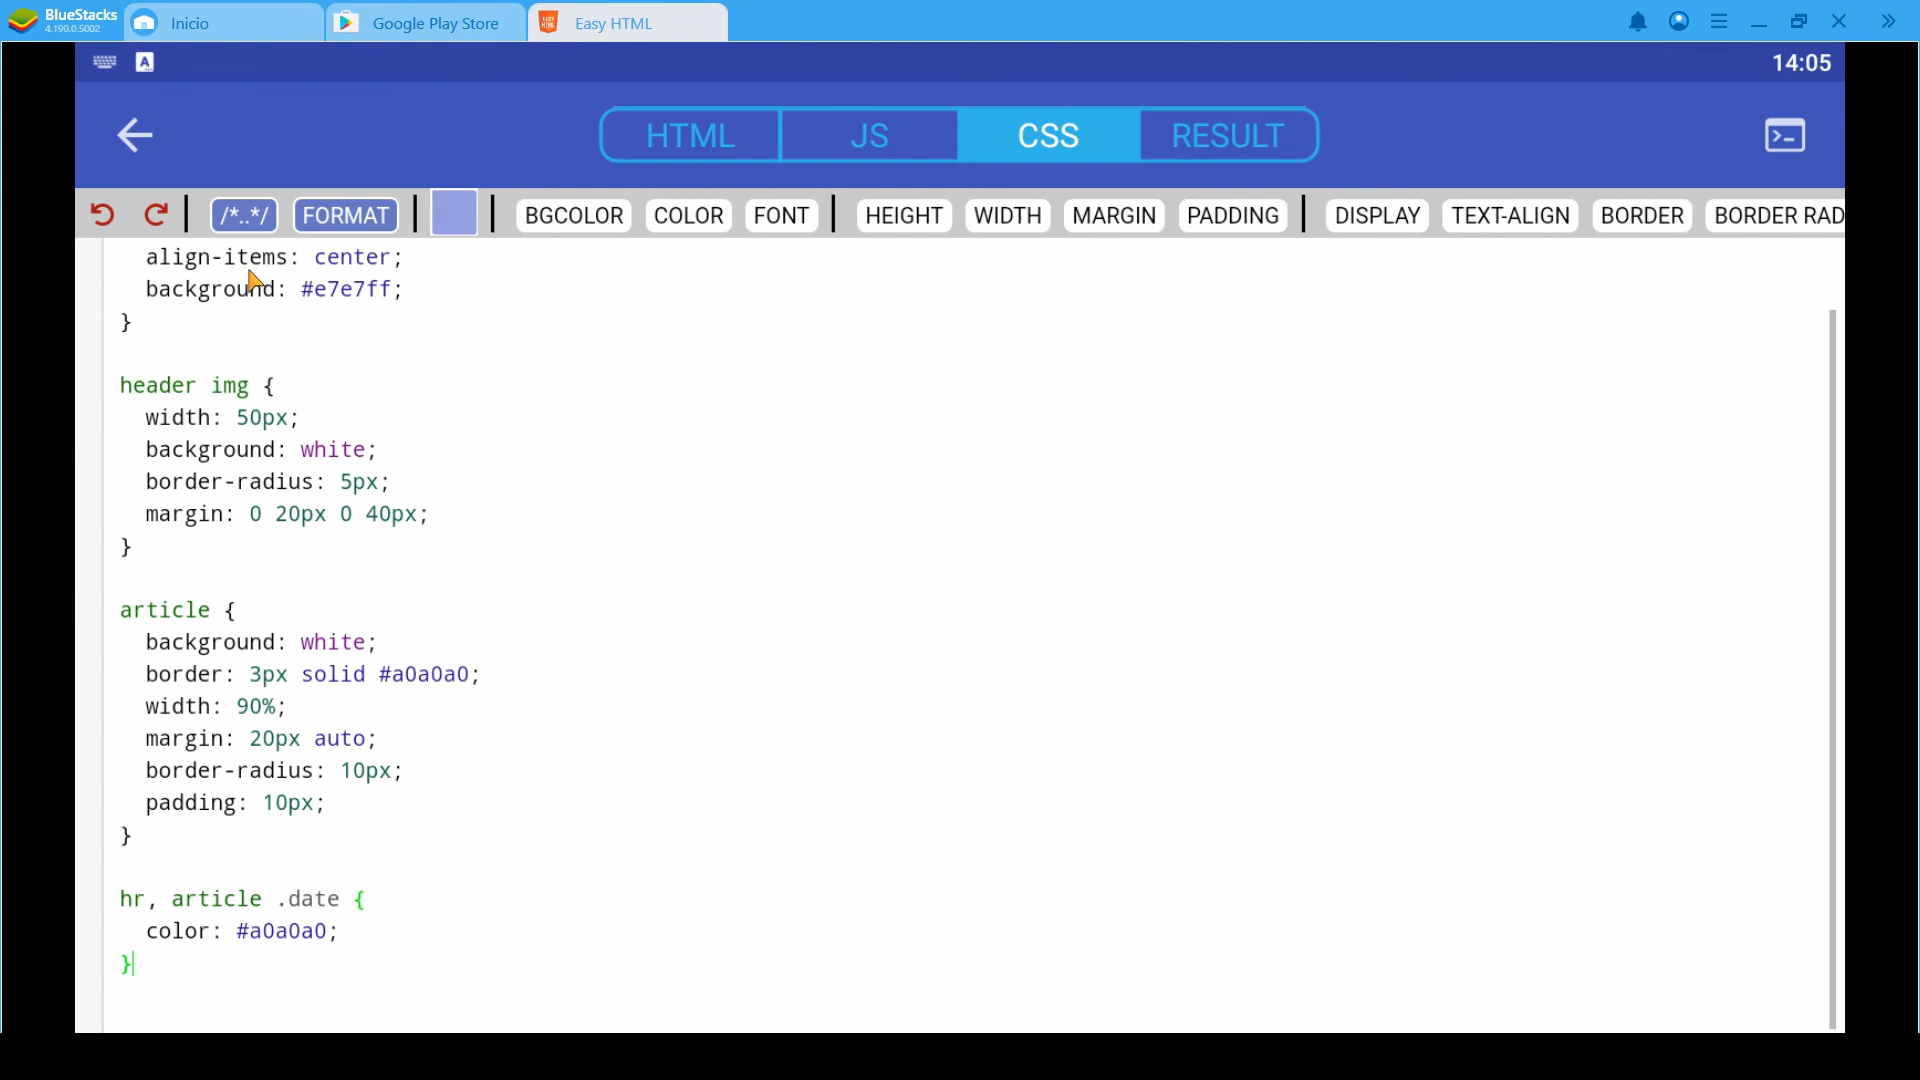 BlueStacks
4.190.0.5002
Inicio
Google Play Store
Easy HTML
A
14:05
HTML
JS
CSS
RESULT
/*..*/
FORMAT
BGCOLOR
COLOR
FONT
HEIGHT
WIDTH
MARGIN
PADDING
DISPLAY
TEXT-ALIGN
BORDER
BORDER RAD
align-items: center;
background: #e7e7ff;
}
header img {
width: 50px;
background: white;
border-radius: 5px;
margin: 0 20px 0 40px;
}
article {
background: white;
border: 3px solid #a0a0a0;
width: 90%;
margin: 20px auto;
border-radius: 10px;
padding: 10px;
}
hr, article .date {
color: #a0a0a0;
}